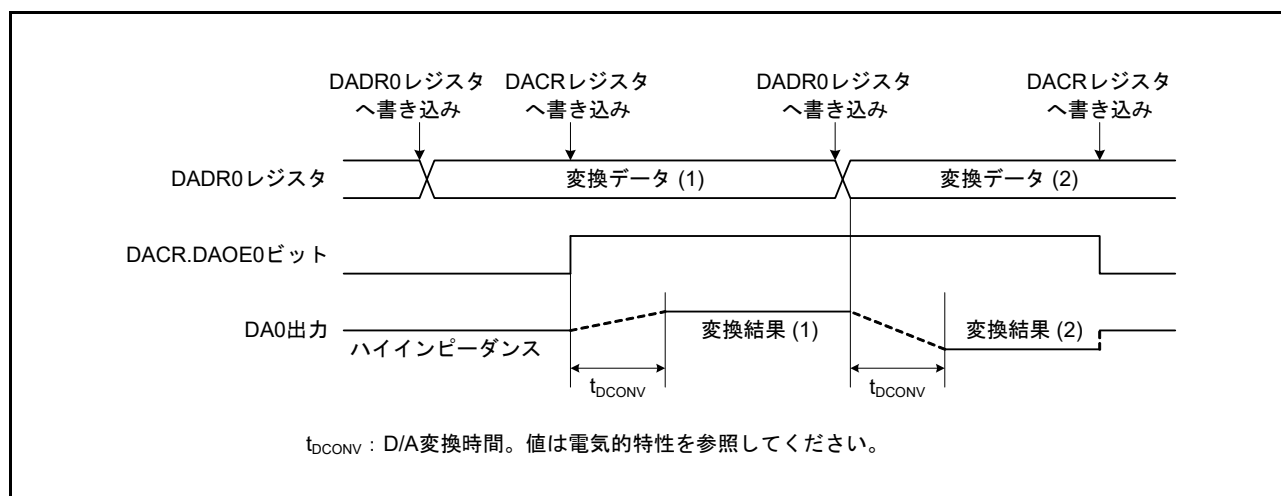 DADR0レジスタ
へ書き込み
DACRレジスタ
へ書き込み
DADR0レジスタ
へ書き込み
DACRレジスタ
へ書き込み
DADR0レジスタ
変換データ (1)
変換データ (2)
DACR.DAOE0ビット
DA0出力
変換結果 (1)
変換結果 (2)
ハイインピーダンス
tDCONV
tDCONV
tDCONV：D/A変換時間。値は電気的特性を参照してください。